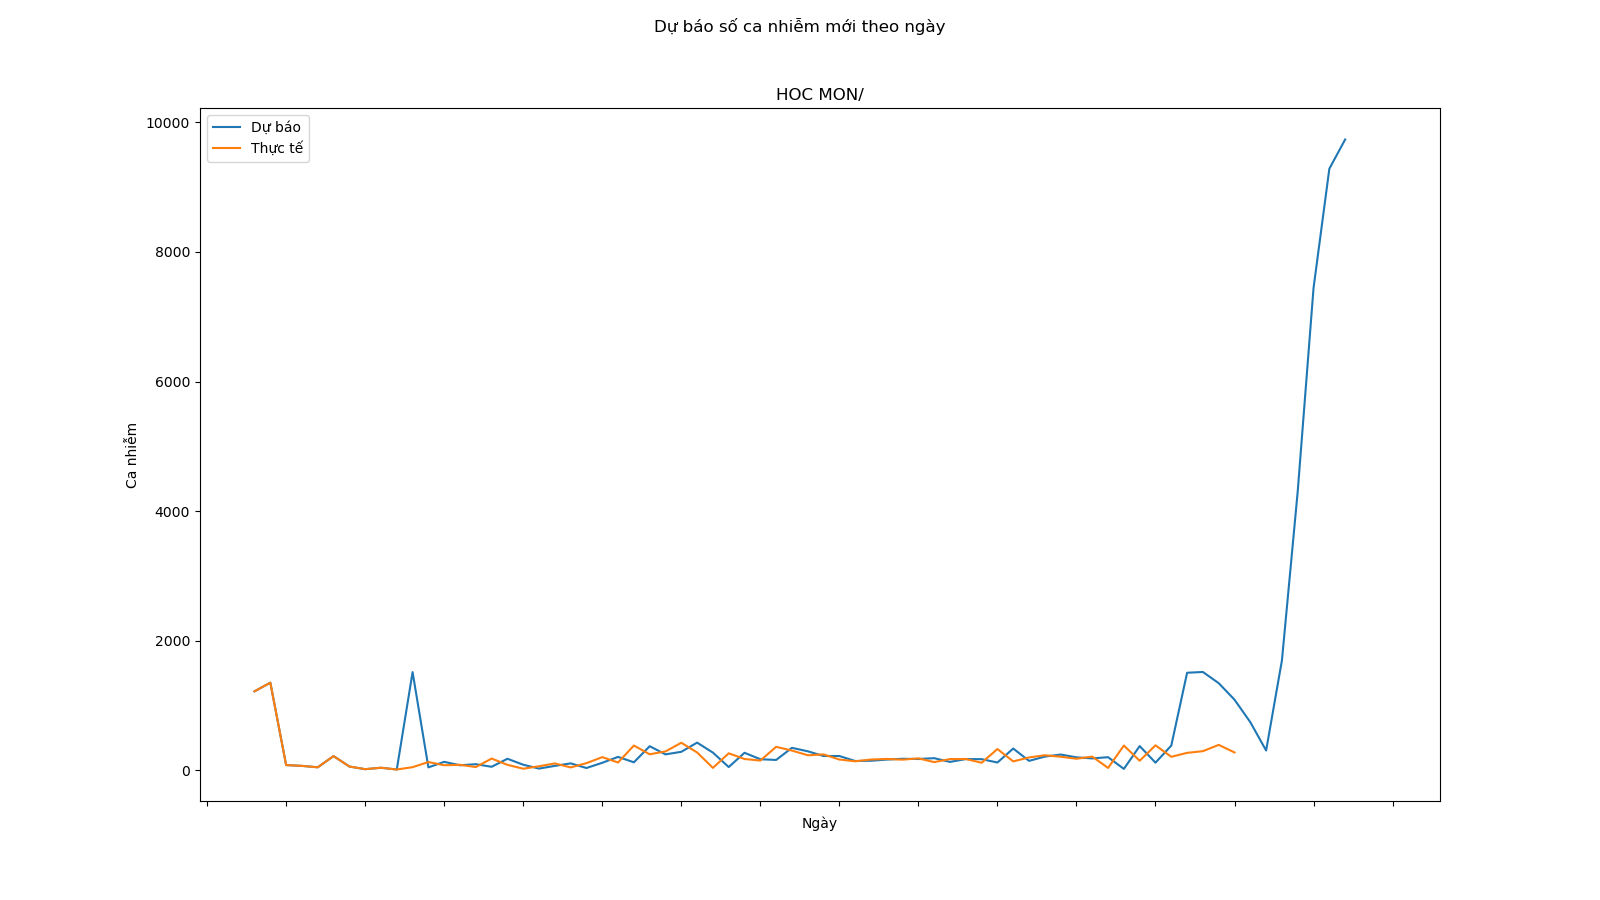 Dự báo số ca nhiễm mới theo ngày
HOC MON/
Dự báo
Thực tế
10000
8000
6000
4000
2000
0
Ca nhiễm
Ngày